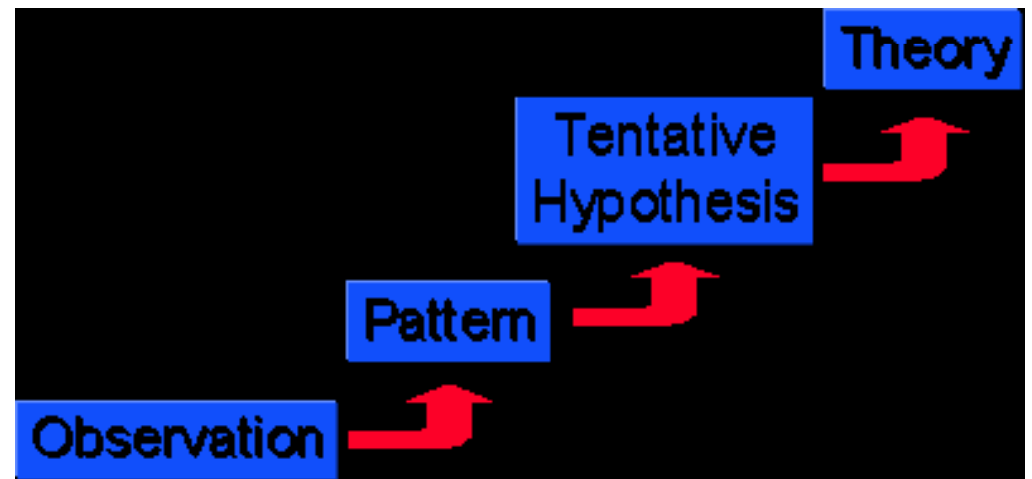 Theory
Tentative
Hypothesis
Pattern
Observation